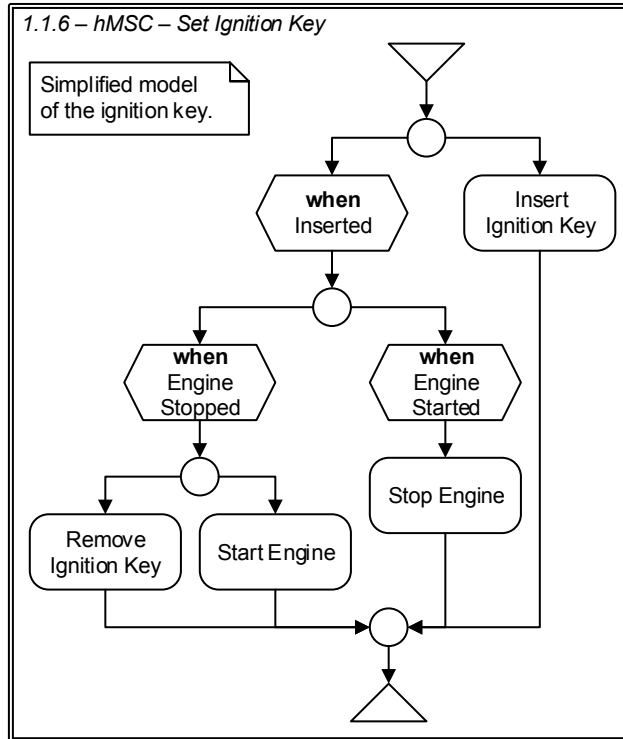 1.1.6 – hMSC – Set Ignition Key
Simplified model
of the ignition key.
when
Inserted
Insert
Ignition Key
when
Engine
Stopped
when
Engine
Started
Remove
Ignition Key
Start Engine
Stop Engine